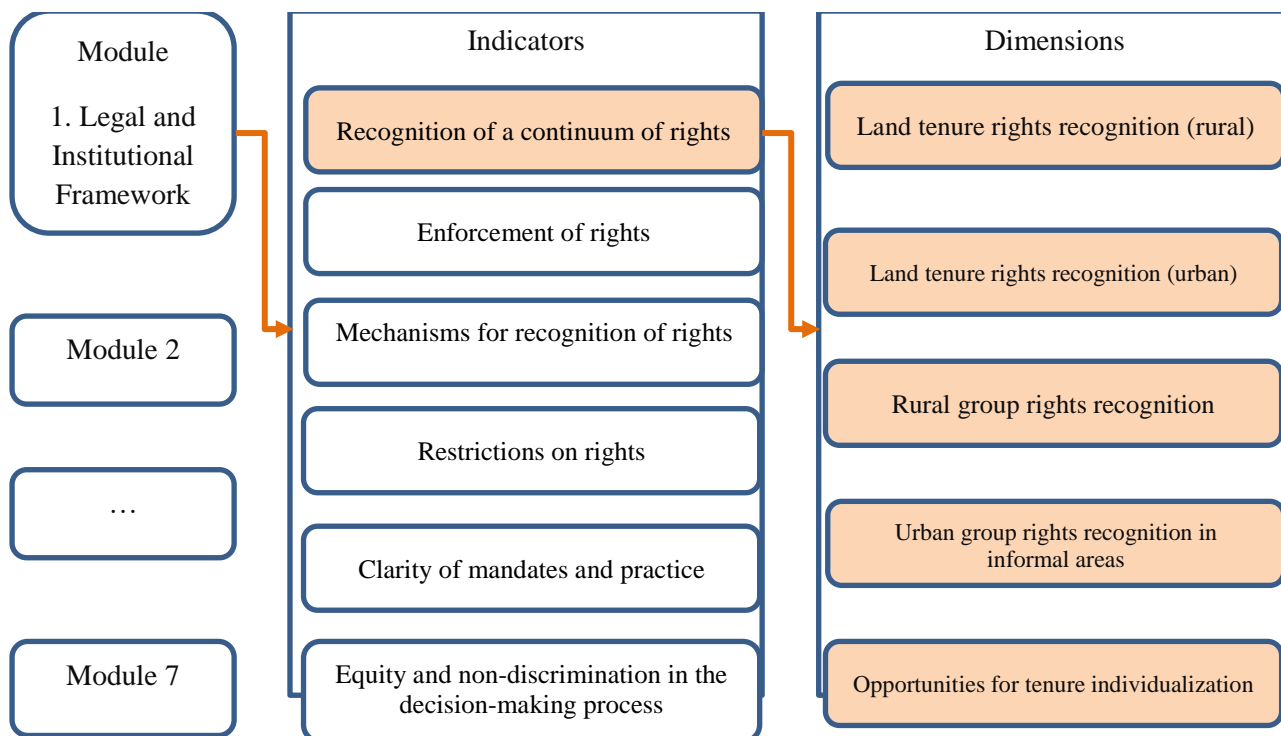 Module
1. Legal and
Institutional
Framework
Module 2
…
Module 7
Indicators
Recognition of a continuum of rights
Enforcement of rights
Mechanisms for recognition of rights
Restrictions on rights
Clarity of mandates and practice
Equity and non-discrimination in the
decision-making process
Dimensions
Land tenure rights recognition (rural)
Land tenure rights recognition (urban)
Rural group rights recognition
Urban group rights recognition in
informal areas
Opportunities for tenure individualization